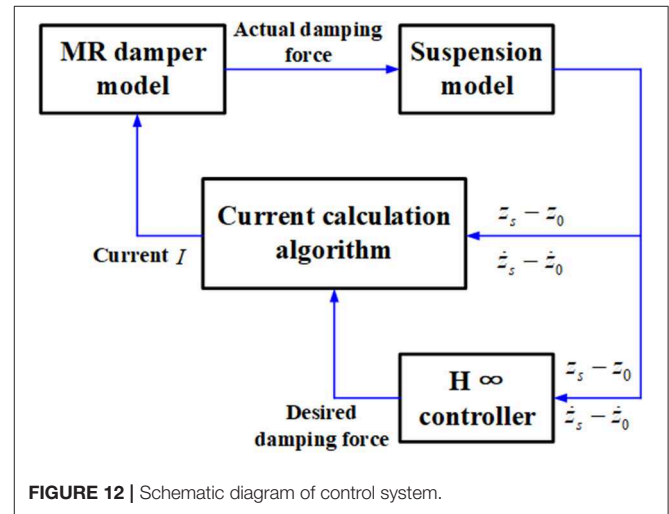 MR damper
model
Actual damping
force
Suspension
model
Current calculation
algorithm
z_s − z_0
ż_s − ż_0
Current I
H ∞
controller
z_s − z_0
ż_s − ż_0
Desired
damping force
FIGURE 12 | Schematic diagram of control system.